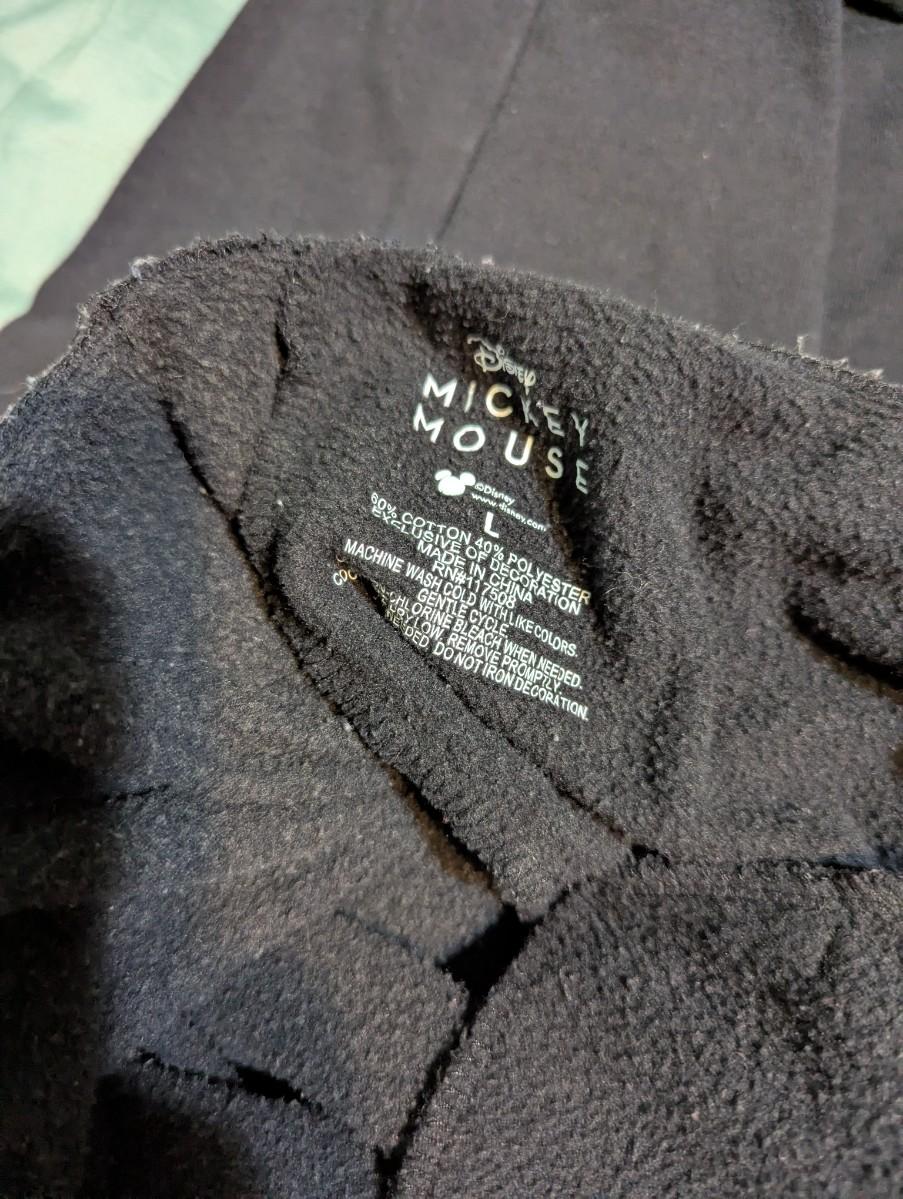 Disney
MICKEY
MOUSE
©Disney
www.disney.com
L
60% COTTON 40% POLYESTER
EXCLUSIVE OF DECORATION
MADE IN CHINA
RN#117508
MACHINE WASH COLD WITH LIKE COLORS.
GENTLE CYCLE.
CHLORINE BLEACH WHEN NEEDED.
DRY LOW. REMOVE PROMPTLY.
NEEDED. DO NOT IRON DECORATION.